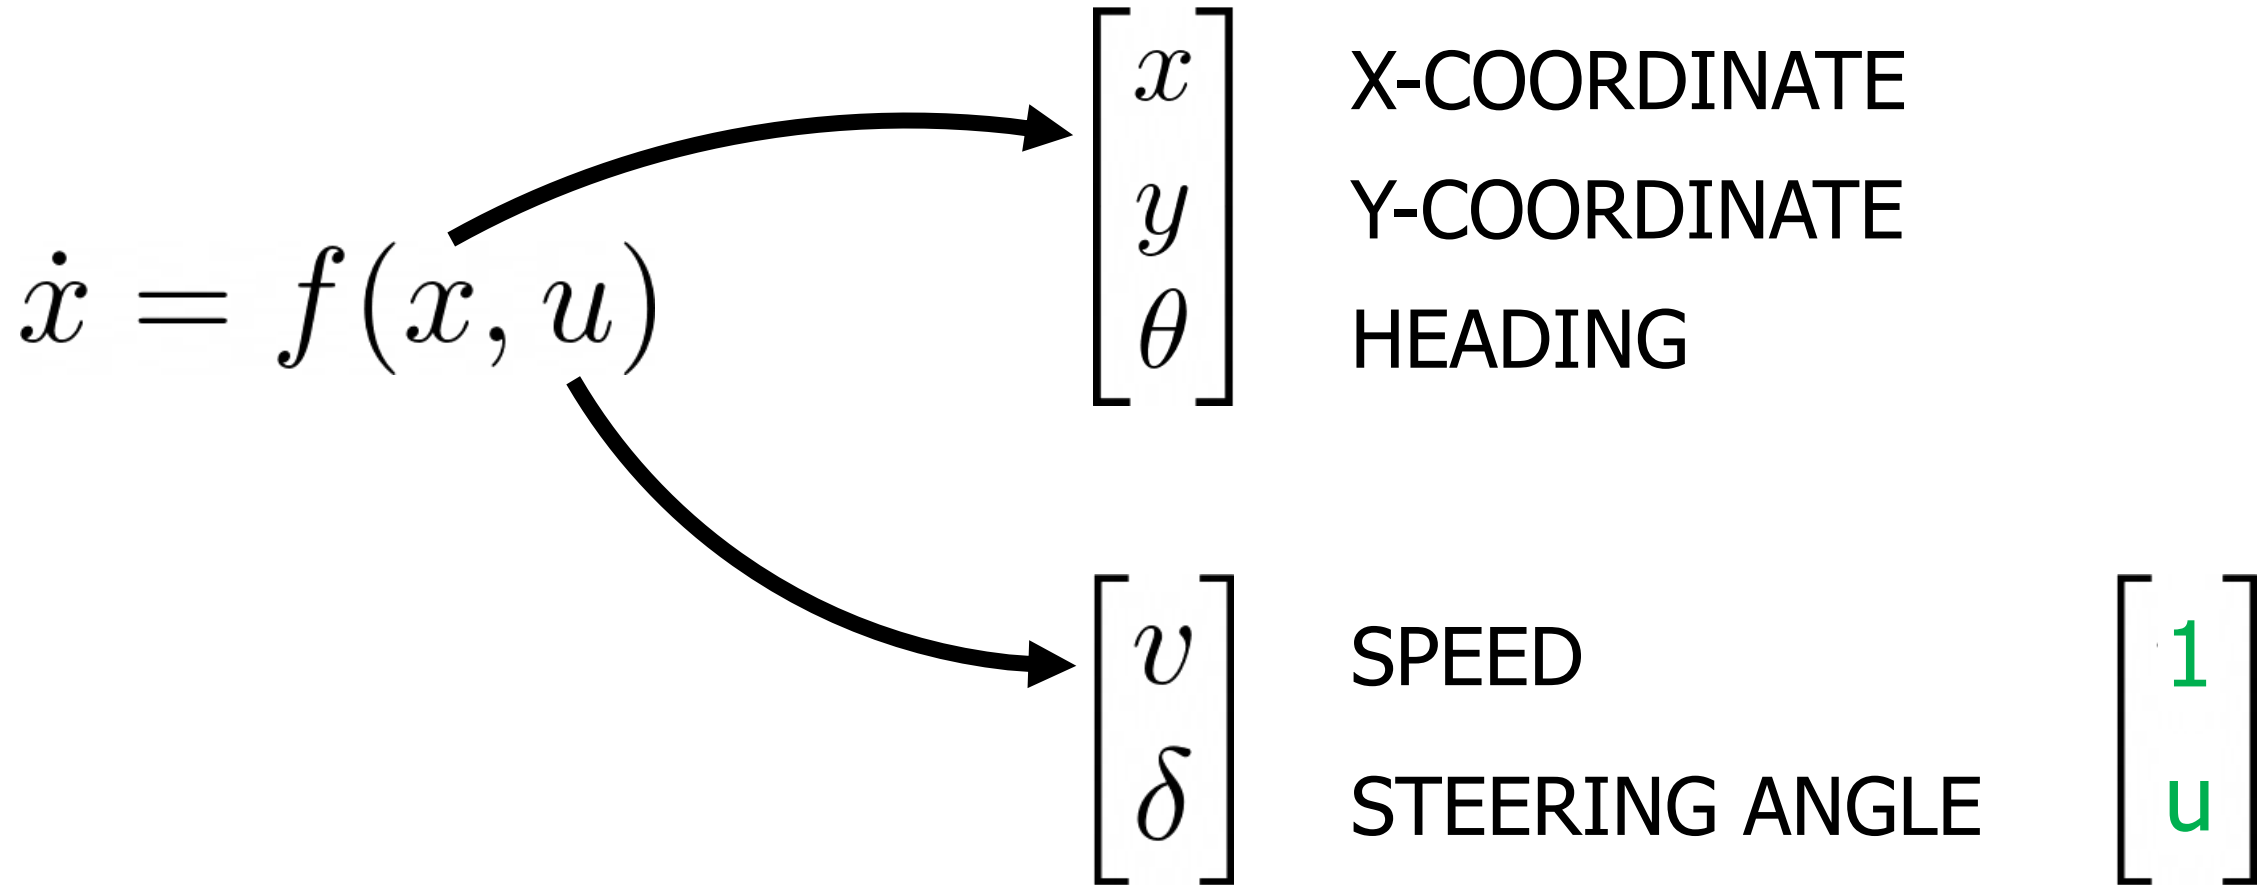 ẋ = f(x, u)
x X-COORDINATE
y Y-COORDINATE
θ HEADING
v SPEED 1
δ STEERING ANGLE u